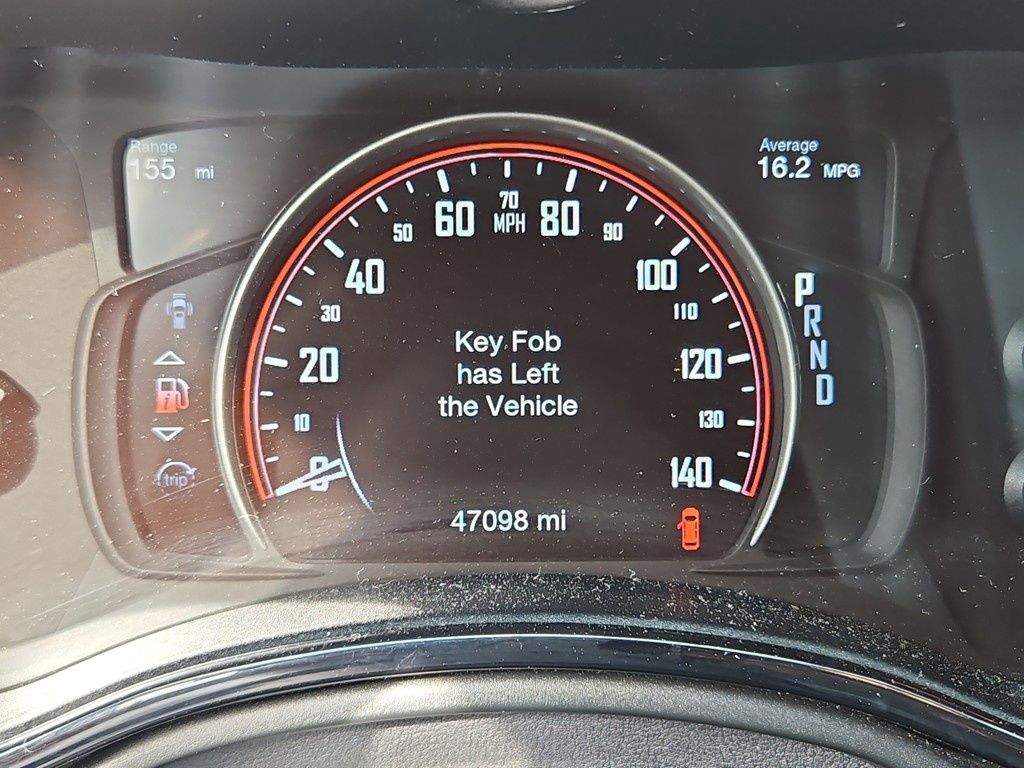 Range
155 mi
Average
16.2 MPG
0
10
20
30
40
50
60
70
MPH
80
90
100
110
120
130
140
Key Fob
has Left
the Vehicle
47098 mi
P
R
N
D
trip